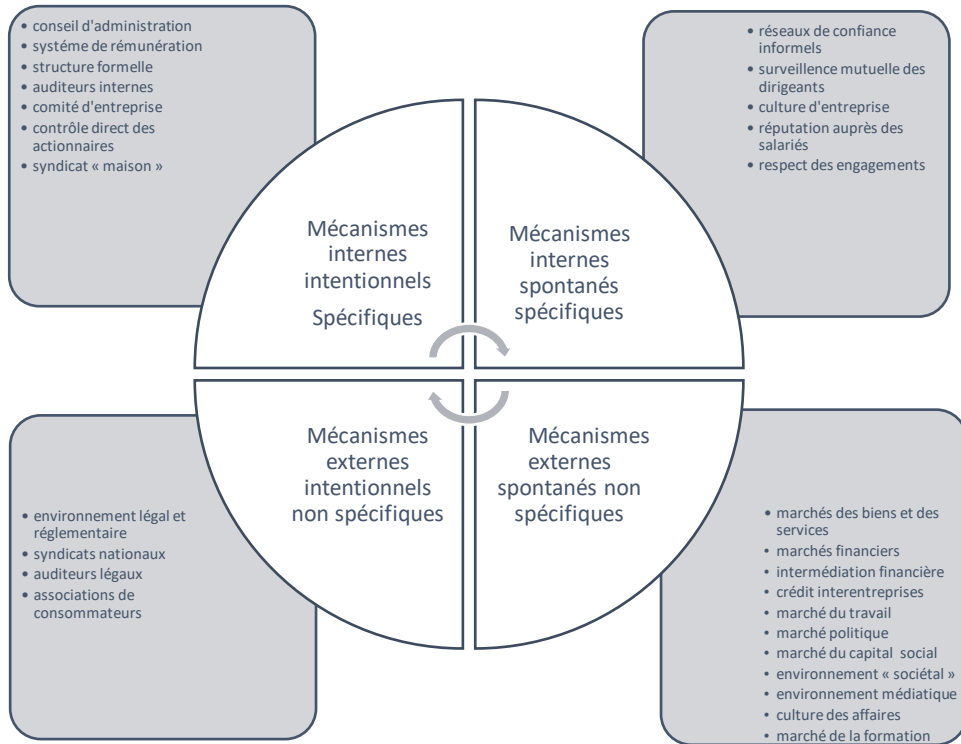 • conseil d'administration
• systéme de rémunération
• structure formelle
• auditeurs internes
• comité d'entreprise
• contrôle direct des
actionnaires
• syndicat « maison »
• réseaux de confiance
informels
• surveillance mutuelle des
dirigeants
• culture d'entreprise
• réputation auprès des
salariés
• respect des engagements
Mécanismes
internes
intentionnels
Spécifiques
Mécanismes
internes
spontanés
spécifiques
Mécanismes
externes
intentionnels
non spécifiques
Mécanismes
externes
spontanés non
spécifiques
• environnement légal et
réglementaire
• syndicats nationaux
• auditeurs légaux
• associations de
consommateurs
• marchés des biens et des
services
• marchés financiers
• intermédiation financière
• crédit interentreprises
• marché du travail
• marché politique
• marché du capital social
• environnement « sociétal »
• environnement médiatique
• culture des affaires
• marché de la formation